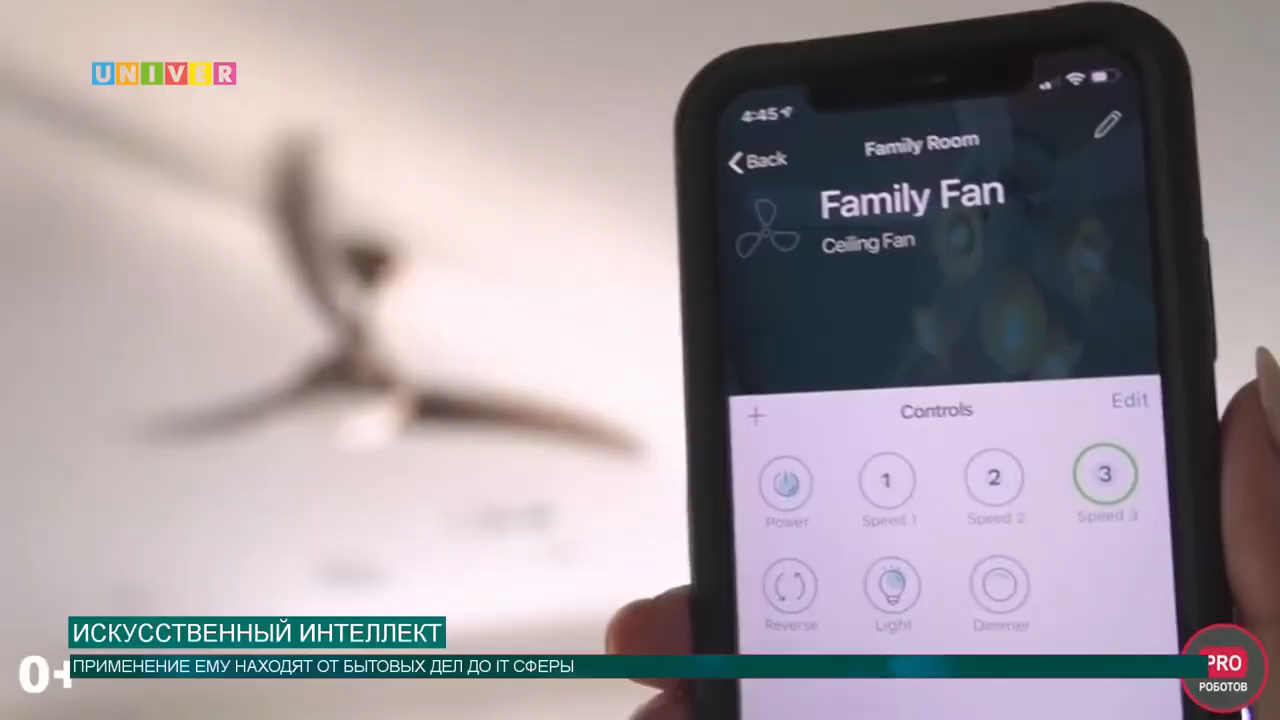 UNIVER
4:45
Back
Family Room
Family Fan
Ceiling Fan
Controls
Edit
1
2
3
Power
Speed 1
Speed 2
Speed 3
Reverse
Light
Dimmer
ИСКУССТВЕННЫЙ ИНТЕЛЛЕКТ
ПРИМЕНЕНИЕ ЕМУ НАХОДЯТ ОТ БЫТОВЫХ ДЕЛ ДО IT СФЕРЫ
0+
PRO
РОБОТОВ